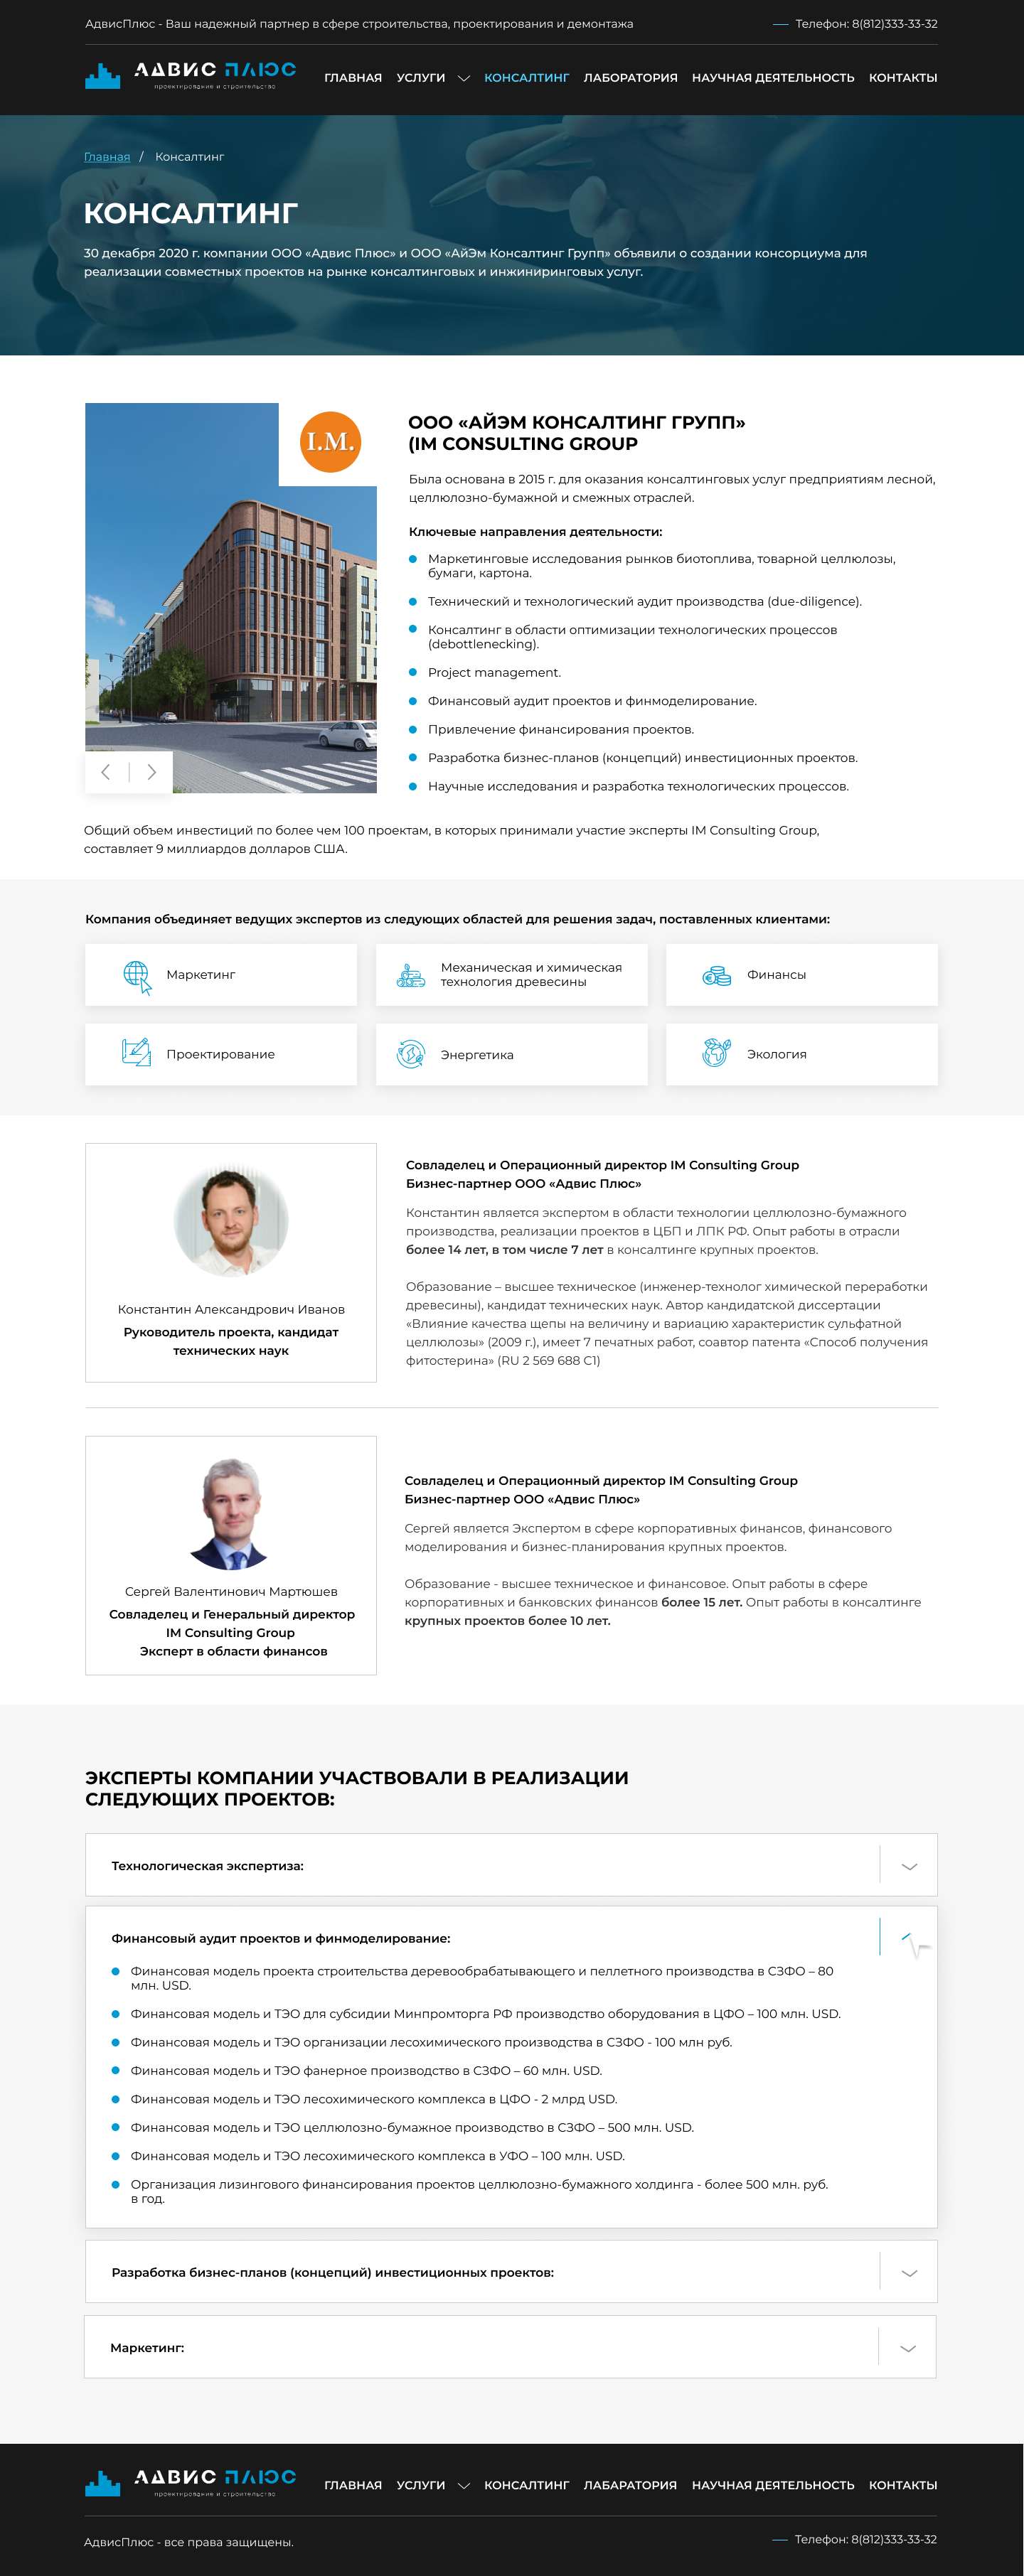 АдвисПлюс - Ваш надежный партнер в сфере строительства, проектирования и демонтажа
Телефон: 8(812)333-33-32
АДВИС ПЛЮС
проектирование и строительство
ГЛАВНАЯ УСЛУГИ КОНСАЛТИНГ ЛАБОРАТОРИЯ НАУЧНАЯ ДЕЯТЕЛЬНОСТЬ КОНТАКТЫ
Главная / Консалтинг
КОНСАЛТИНГ
30 декабря 2020 г. компании ООО «Адвис Плюс» и ООО «АйЭм Консалтинг Групп» объявили о создании консорциума для
реализации совместных проектов на рынке консалтинговых и инжиниринговых услуг.
I.M.
ООО «АЙЭМ КОНСАЛТИНГ ГРУПП»
(IM CONSULTING GROUP
Была основана в 2015 г. для оказания консалтинговых услуг предприятиям лесной,
целлюлозно-бумажной и смежных отраслей.
Ключевые направления деятельности:
Маркетинговые исследования рынков биотоплива, товарной целлюлозы,
бумаги, картона.
Технический и технологический аудит производства (due-diligence).
Консалтинг в области оптимизации технологических процессов
(debottlenecking).
Project management.
Финансовый аудит проектов и финмоделирование.
Привлечение финансирования проектов.
Разработка бизнес-планов (концепций) инвестиционных проектов.
Научные исследования и разработка технологических процессов.
Общий объем инвестиций по более чем 100 проектам, в которых принимали участие эксперты IM Consulting Group,
составляет 9 миллиардов долларов США.
Компания объединяет ведущих экспертов из следующих областей для решения задач, поставленных клиентами:
Маркетинг
Механическая и химическая
технология древесины
Финансы
Проектирование
Энергетика
Экология
Константин Александрович Иванов
Руководитель проекта, кандидат
технических наук
Совладелец и Операционный директор IM Consulting Group
Бизнес-партнер ООО «Адвис Плюс»
Константин является экспертом в области технологии целлюлозно-бумажного
производства, реализации проектов в ЦБП и ЛПК РФ. Опыт работы в отрасли
более 14 лет, в том числе 7 лет в консалтинге крупных проектов.
Образование – высшее техническое (инженер-технолог химической переработки
древесины), кандидат технических наук. Автор кандидатской диссертации
«Влияние качества щепы на величину и вариацию характеристик сульфатной
целлюлозы» (2009 г.), имеет 7 печатных работ, соавтор патента «Способ получения
фитостерина» (RU 2 569 688 C1)
Сергей Валентинович Мартюшев
Совладелец и Генеральный директор
IM Consulting Group
Эксперт в области финансов
Совладелец и Операционный директор IM Consulting Group
Бизнес-партнер ООО «Адвис Плюс»
Сергей является Экспертом в сфере корпоративных финансов, финансового
моделирования и бизнес-планирования крупных проектов.
Образование - высшее техническое и финансовое. Опыт работы в сфере
корпоративных и банковских финансов более 15 лет. Опыт работы в консалтинге
крупных проектов более 10 лет.
ЭКСПЕРТЫ КОМПАНИИ УЧАСТВОВАЛИ В РЕАЛИЗАЦИИ
СЛЕДУЮЩИХ ПРОЕКТОВ:
Технологическая экспертиза:
Финансовый аудит проектов и финмоделирование:
Финансовая модель проекта строительства деревообрабатывающего и пеллетного производства в СЗФО – 80
млн. USD.
Финансовая модель и ТЭО для субсидии Минпромторга РФ производство оборудования в ЦФО – 100 млн. USD.
Финансовая модель и ТЭО организации лесохимического производства в СЗФО - 100 млн руб.
Финансовая модель и ТЭО фанерное производство в СЗФО – 60 млн. USD.
Финансовая модель и ТЭО лесохимического комплекса в ЦФО - 2 млрд USD.
Финансовая модель и ТЭО целлюлозно-бумажное производство в СЗФО – 500 млн. USD.
Финансовая модель и ТЭО лесохимического комплекса в УФО – 100 млн. USD.
Организация лизингового финансирования проектов целлюлозно-бумажного холдинга - более 500 млн. руб.
в год.
Разработка бизнес-планов (концепций) инвестиционных проектов:
Маркетинг:
АДВИС ПЛЮС
проектирование и строительство
ГЛАВНАЯ УСЛУГИ КОНСАЛТИНГ ЛАБАРАТОРИЯ НАУЧНАЯ ДЕЯТЕЛЬНОСТЬ КОНТАКТЫ
АдвисПлюс - все права защищены.
Телефон: 8(812)333-33-32